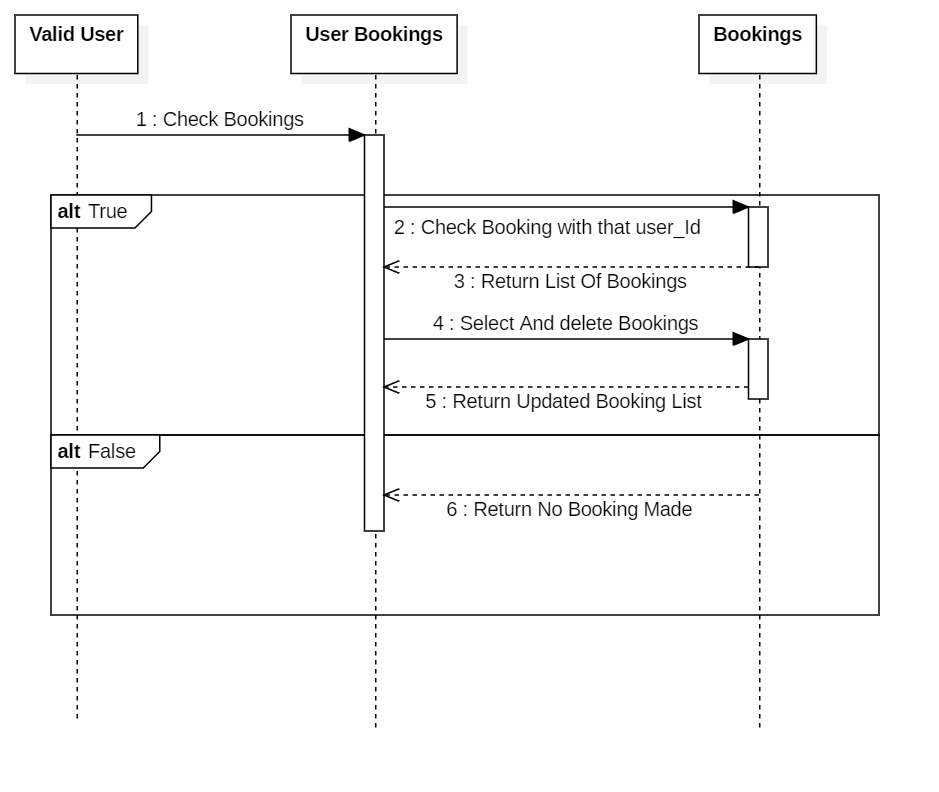 Valid User
User Bookings
Bookings
1 : Check Bookings
alt True
2 : Check Booking with that user_Id
3 : Return List Of Bookings
4 : Select And delete Bookings
5 : Return Updated Booking List
alt False
6 : Return No Booking Made